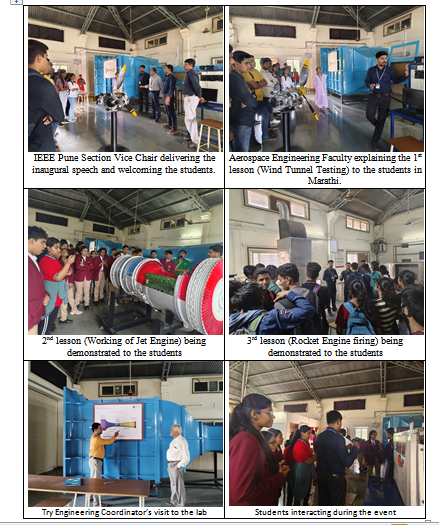 IEEE Pune Section Vice Chair delivering the
inaugural speech and welcoming the students.
Aerospace Engineering Faculty explaining the 1st
lesson (Wind Tunnel Testing) to the students in
Marathi.
2nd lesson (Working of Jet Engine) being
demonstrated to the students
3rd lesson (Rocket Engine firing) being
demonstrated to the students
Try Engineering Coordinator's visit to the lab
Students interacting during the event